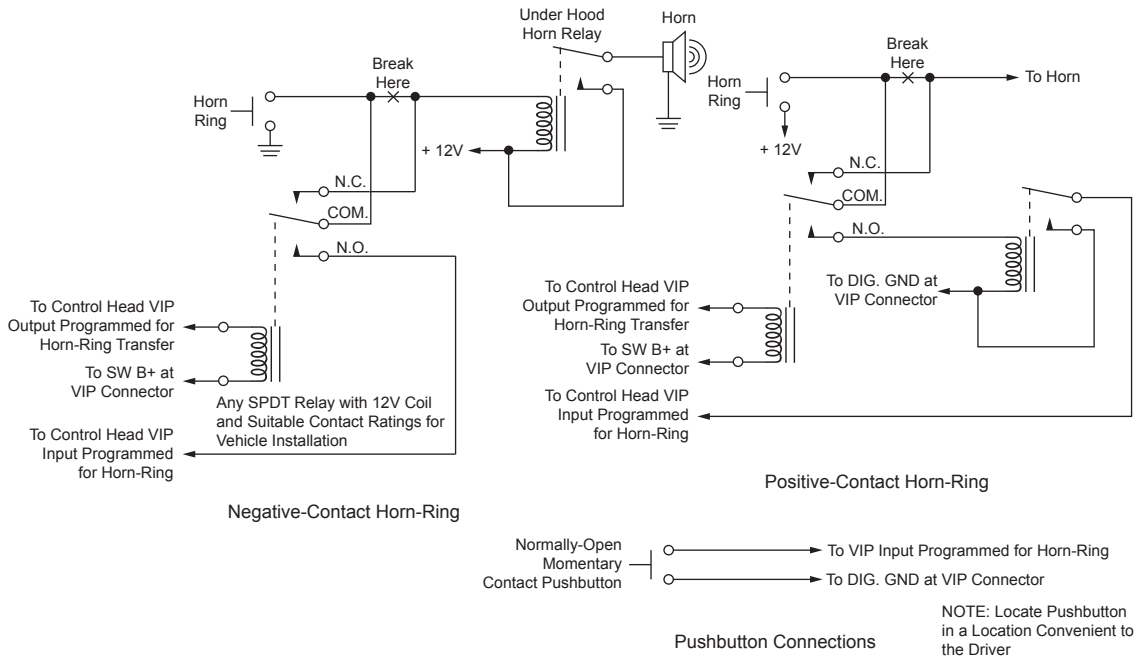 Under Hood
Horn Relay
Horn
Break
Here
Horn
Ring
+ 12V
N.C.
COM.
N.O.
To Control Head VIP
Output Programmed for
Horn-Ring Transfer
To SW B+ at
VIP Connector
Any SPDT Relay with 12V Coil
and Suitable Contact Ratings for
Vehicle Installation
To Control Head VIP
Input Programmed
for Horn-Ring
Negative-Contact Horn-Ring
Break
Here
To Horn
Horn
Ring
+ 12V
N.C.
COM.
N.O.
To DIG. GND at
VIP Connector
To Control Head VIP
Output Programmed for
Horn-Ring Transfer
To SW B+ at
VIP Connector
To Control Head VIP
Input Programmed
for Horn-Ring
Positive-Contact Horn-Ring
Normally-Open
Momentary
Contact Pushbutton
To VIP Input Programmed for Horn-Ring
To DIG. GND at VIP Connector
Pushbutton Connections
NOTE: Locate Pushbutton
in a Location Convenient to
the Driver